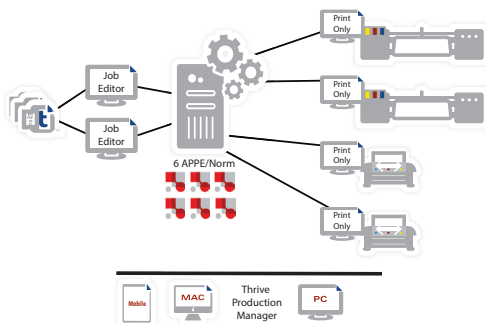 Job
Editor
Job
Editor
t
6 APPE/Norm
Print
Only
Print
Only
Print
Only
Print
Only
Mobile
MAC
Thrive
Production
Manager
PC